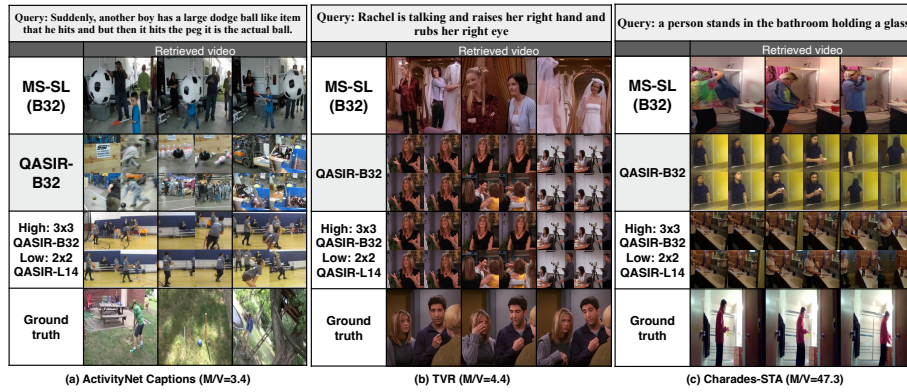 Query: Suddenly, another boy has a large dodge ball like item
that he hits and but then it hits the peg it is the actual ball.
Retrieved video
MS-SL
(B32)
QASIR-
B32
High: 3x3
QASIR-B32
Low: 2x2
QASIR-L14
Ground
truth
(a) ActivityNet Captions (M/V=3.4)
Query: Rachel is talking and raises her right hand and
rubs her right eye
Retrieved video
MS-SL
(B32)
QASIR-B32
High: 3x3
QASIR-B32
Low: 2x2
QASIR-L14
Ground
truth
(b) TVR (M/V=4.4)
Query: a person stands in the bathroom holding a glass
Retrieved video
MS-SL
(B32)
QASIR-B32
High: 3x3
QASIR-B32
Low: 2x2
QASIR-L14
Ground
truth
(c) Charades-STA (M/V=47.3)